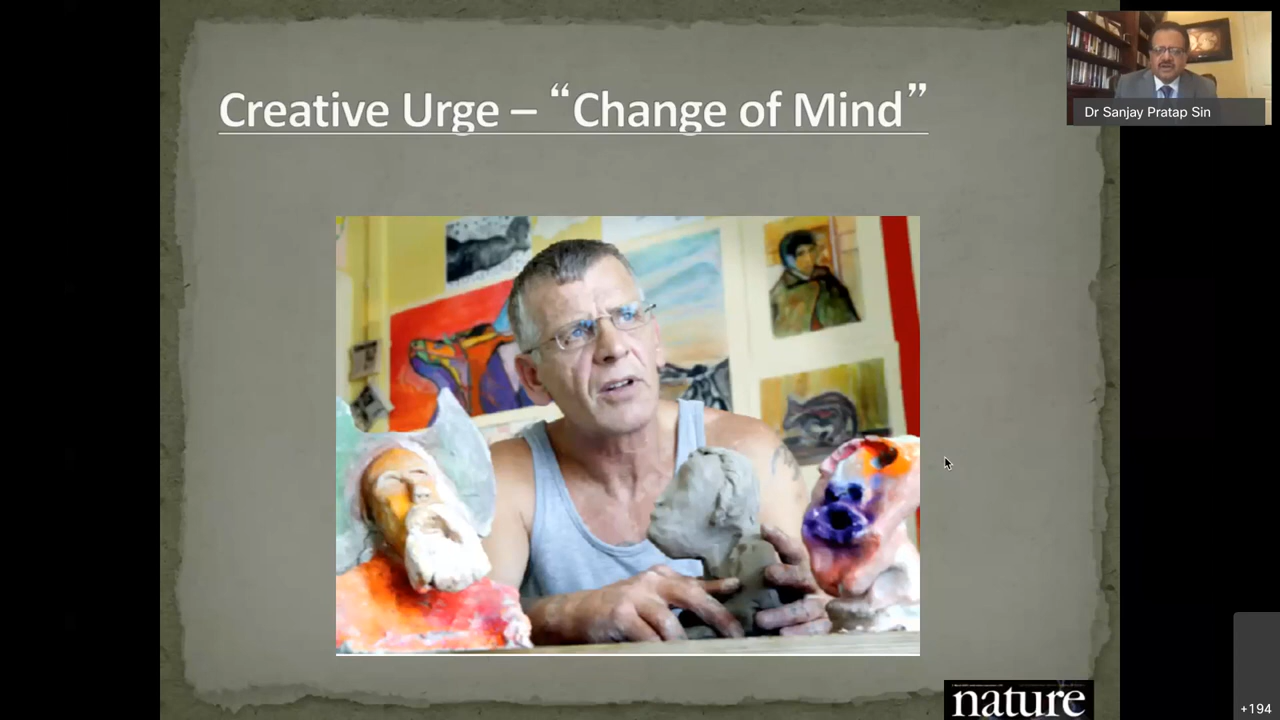 Creative Urge – “Change of Mind”
Dr Sanjay Pratap Sin
nature
+194